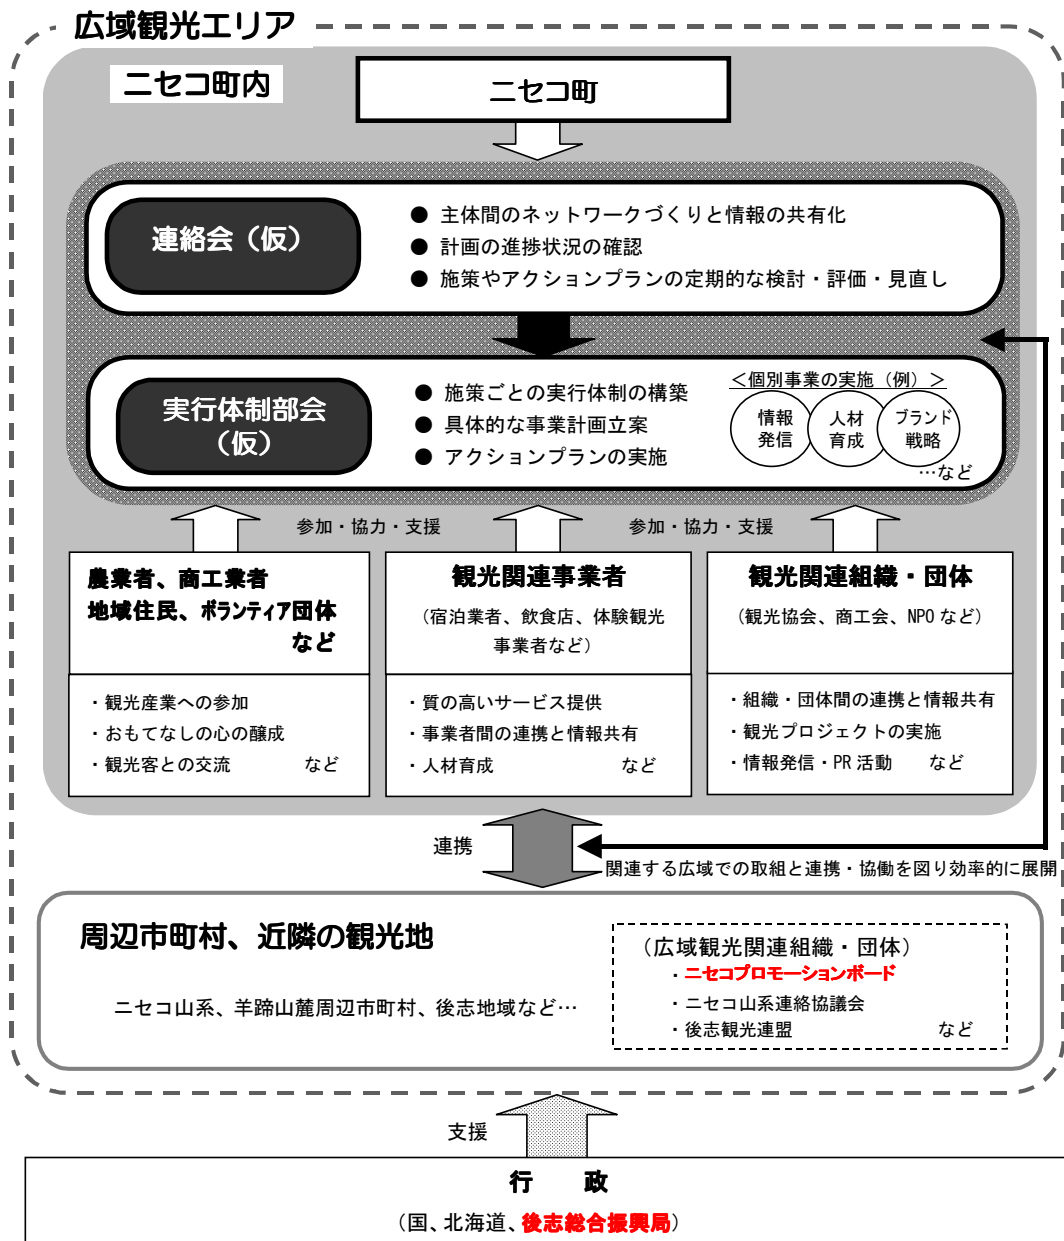 広域観光エリア
ニセコ町内
ニセコ町
連絡会（仮）
● 主体間のネットワークづくりと情報の共有化
● 計画の進捗状況の確認
● 施策やアクションプランの定期的な検討・評価・見直し
実行体制部会
（仮）
● 施策ごとの実行体制の構築
● 具体的な事業計画立案
● アクションプランの実施
＜個別事業の実施（例）＞
情報
発信
人材
育成
ブランド
戦略
…など
参加・協力・支援
参加・協力・支援
農業者、商工業者
地域住民、ボランティア団体
など
・観光産業への参加
・おもてなしの心の醸成
・観光客との交流 など
観光関連事業者
（宿泊業者、飲食店、体験観光
事業者など）
・質の高いサービス提供
・事業者間の連携と情報共有
・人材育成 など
観光関連組織・団体
（観光協会、商工会、NPO など）
・組織・団体間の連携と情報共有
・観光プロジェクトの実施
・情報発信・PR 活動 など
連携
関連する広域での取組と連携・協働を図り効率的に展開
周辺市町村、近隣の観光地
ニセコ山系、羊蹄山麓周辺市町村、後志地域など…
（広域観光関連組織・団体）
・ニセコプロモーションボード
・ニセコ山系連絡協議会
・後志観光連盟 など
支援
行 政
（国、北海道、後志総合振興局）